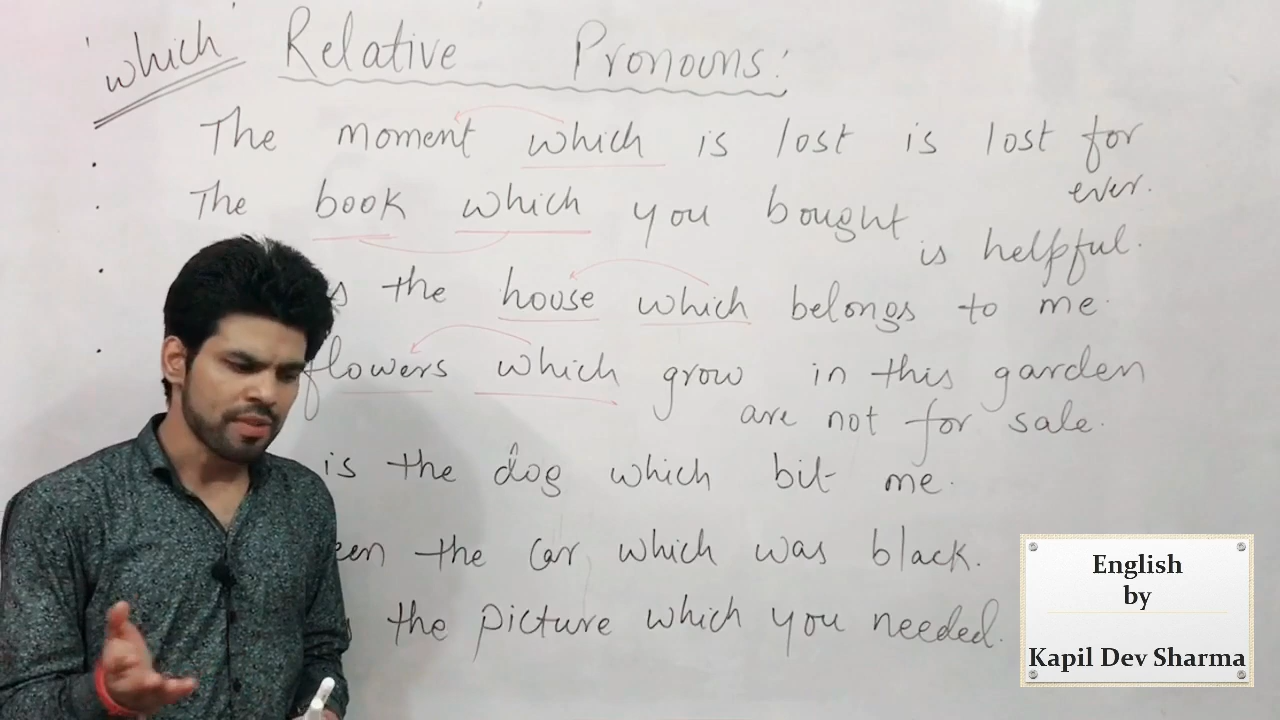 'which' Relative Pronouns:
The moment which is lost is lost for
ever.
The book which you bought
is helpful.
the house which belongs to me.
flowers which grow in this garden
are not for sale.
is the dog which bit me.
the car which was black.
the picture which you needed.
English
by
Kapil Dev Sharma